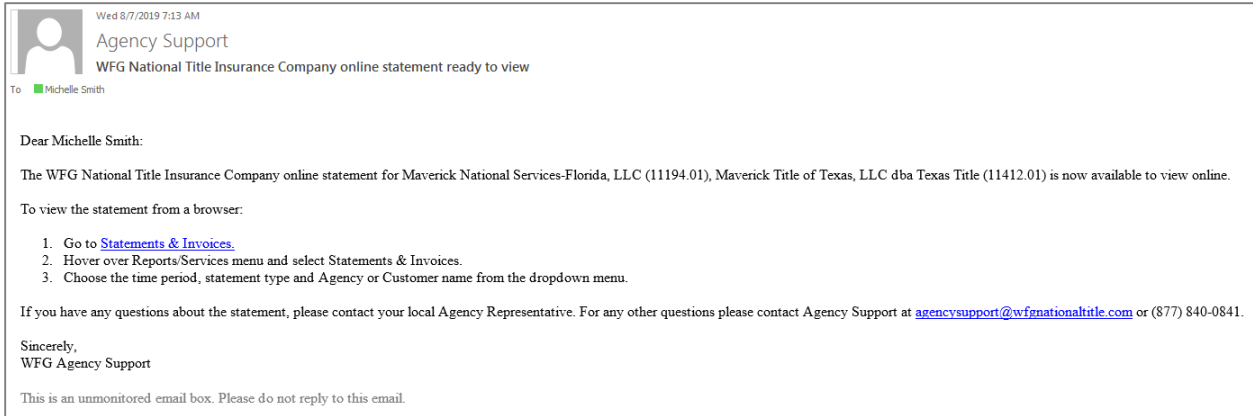 Wed 8/7/2019 7:13 AM
Agency Support
WFG National Title Insurance Company online statement ready to view
To Michelle Smith
Dear Michelle Smith:
The WFG National Title Insurance Company online statement for Maverick National Services-Florida, LLC (11194.01), Maverick Title of Texas, LLC dba Texas Title (11412.01) is now available to view online.
To view the statement from a browser:
1. Go to Statements & Invoices.
2. Hover over Reports/Services menu and select Statements & Invoices.
3. Choose the time period, statement type and Agency or Customer name from the dropdown menu.
If you have any questions about the statement, please contact your local Agency Representative. For any other questions please contact Agency Support at agencysupport@wfgnationaltitle.com or (877) 840-0841.
Sincerely,
WFG Agency Support
This is an unmonitored email box. Please do not reply to this email.